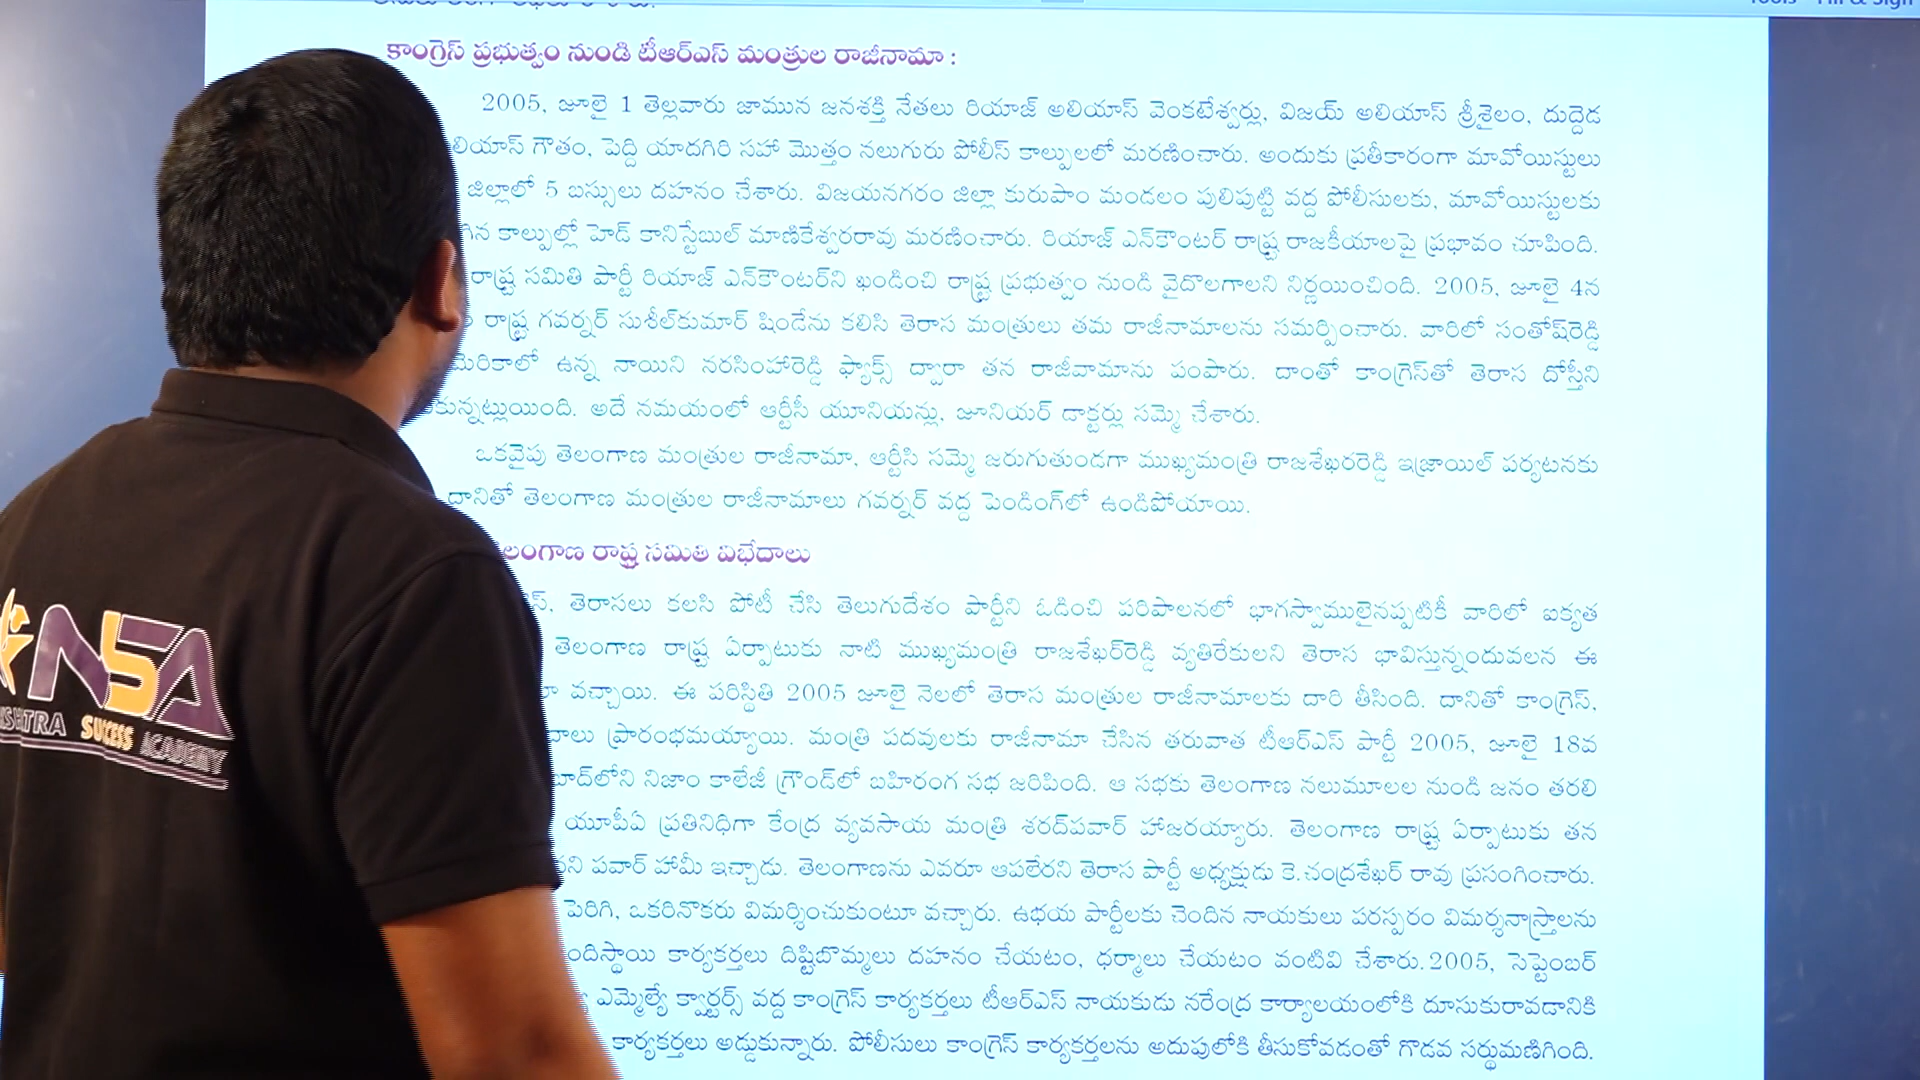 Tools Fill & Sign
కాంగ్రెస్ ప్రభుత్వం నుండి టీఆర్ఎస్ మంత్రుల రాజీనామా :
2005, జూలై 1 తెల్లవారు జామున జనశక్తి నేతలు రియాజ్ అలియాస్ వెంకటేశ్వర్లు, విజయ్ అలియాస్ శ్రీశైలం, దుద్దెడ
లియాస్ గౌతం, పెద్ది యాదగిరి సహా మొత్తం నలుగురు పోలీస్ కాల్పులలో మరణించారు. అందుకు ప్రతీకారంగా మావోయిస్టులు
జిల్లాలో 5 బస్సులు దహనం చేశారు. విజయనగరం జిల్లా కురుపాం మండలం పులిపుట్టి వద్ద పోలీసులకు, మావోయిస్టులకు
గిన కాల్పుల్లో హెడ్ కానిస్టేబుల్ మాణికేశ్వరరావు మరణించారు. రియాజ్ ఎన్‌కౌంటర్ రాష్ట్ర రాజకీయాలపై ప్రభావం చూపింది.
రాష్ట్ర సమితి పార్టీ రియాజ్ ఎన్‌కౌంటర్‌ని ఖండించి రాష్ట్ర ప్రభుత్వం నుండి వైదొలగాలని నిర్ణయించింది. 2005, జూలై 4న
రాష్ట్ర గవర్నర్ సుశీల్‌కుమార్ షిండేను కలిసి తెరాస మంత్రులు తమ రాజీనామాలను సమర్పించారు. వారిలో సంతోష్‌రెడ్డి
మెరికాలో ఉన్న నాయిని నరసింహారెడ్డి ఫ్యాక్స్ ద్వారా తన రాజీవామాను పంపారు. దాంతో కాంగ్రెస్‌తో తెరాస దోస్తీని
కున్నట్లుయింది. అదే నమయంలో ఆర్టీసీ యూనియన్లు, జూనియర్ డాక్టర్లు సమ్మె చేశారు.
ఒకవైపు తెలంగాణ మంత్రుల రాజీనామా, ఆర్టీసి సమ్మె జరుగుతుండగా ముఖ్యమంత్రి రాజశేఖరరెడ్డి ఇజ్రాయిల్ పర్యటనకు
దానితో తెలంగాణ మంత్రుల రాజీనామాలు గవర్నర్ వద్ద పెండింగ్‌లో ఉండిపోయాయి.
లంగాణ రాష్ట్ర సమితి విభేదాలు
స్, తెరాసలు కలసి పోటీ చేసి తెలుగుదేశం పార్టీని ఓడించి పరిపాలనలో భాగస్వాములైనప్పటికీ వారిలో ఐక్యత
తెలంగాణ రాష్ట్ర ఏర్పాటుకు నాటి ముఖ్యమంత్రి రాజశేఖర్‌రెడ్డి వ్యతిరేకులని తెరాస భావిస్తున్నందువలన ఈ
వచ్చాయి. ఈ పరిస్థితి 2005 జూలై నెలలో తెరాస మంత్రుల రాజీనామాలకు దారి తీసింది. దానితో కాంగ్రెస్,
దాలు ప్రారంభమయ్యాయి. మంత్రి పదవులకు రాజీనామా చేసిన తరువాత టీఆర్ఎస్ పార్టీ 2005, జూలై 18వ
బాద్‌లోని నిజాం కాలేజీ గ్రౌండ్‌లో బహిరంగ సభ జరిపింది. ఆ సభకు తెలంగాణ నలుమూలల నుండి జనం తరలి
యూపీఏ ప్రతినిధిగా కేంద్ర వ్యవసాయ మంత్రి శరద్‌పవార్ హాజరయ్యారు. తెలంగాణ రాష్ట్ర ఏర్పాటుకు తన
పవార్ హామీ ఇచ్చాడు. తెలంగాణను ఎవరూ ఆపలేరని తెరాస పార్టీ అధ్యక్షుడు కె.చంద్రశేఖర్ రావు ప్రసంగించారు.
పెరిగి, ఒకరినొకరు విమర్శించుకుంటూ వచ్చారు. ఉభయ పార్టీలకు చెందిన నాయకులు పరస్పరం విమర్శనాస్త్రాలను
కార్యకర్తలు దిష్టిబొమ్మలు దహనం చేయటం, ధర్మాలు చేయటం వంటివి చేశారు.2005, సెప్టెంబర్
ఎమ్మెల్యే క్వార్టర్స్ వద్ద కాంగ్రెస్ కార్యకర్తలు టీఆర్ఎస్ నాయకుడు నరేంద్ర కార్యాలయంలోకి దూసుకురావడానికి
కార్యకర్తలు అడ్డుకున్నారు. పోలీసులు కాంగ్రెస్ కార్యకర్తలను అదుపులోకి తీసుకోవడంతో గొడవ సర్థుమణిగింది.
NSA
SUCCESS ACADEMY